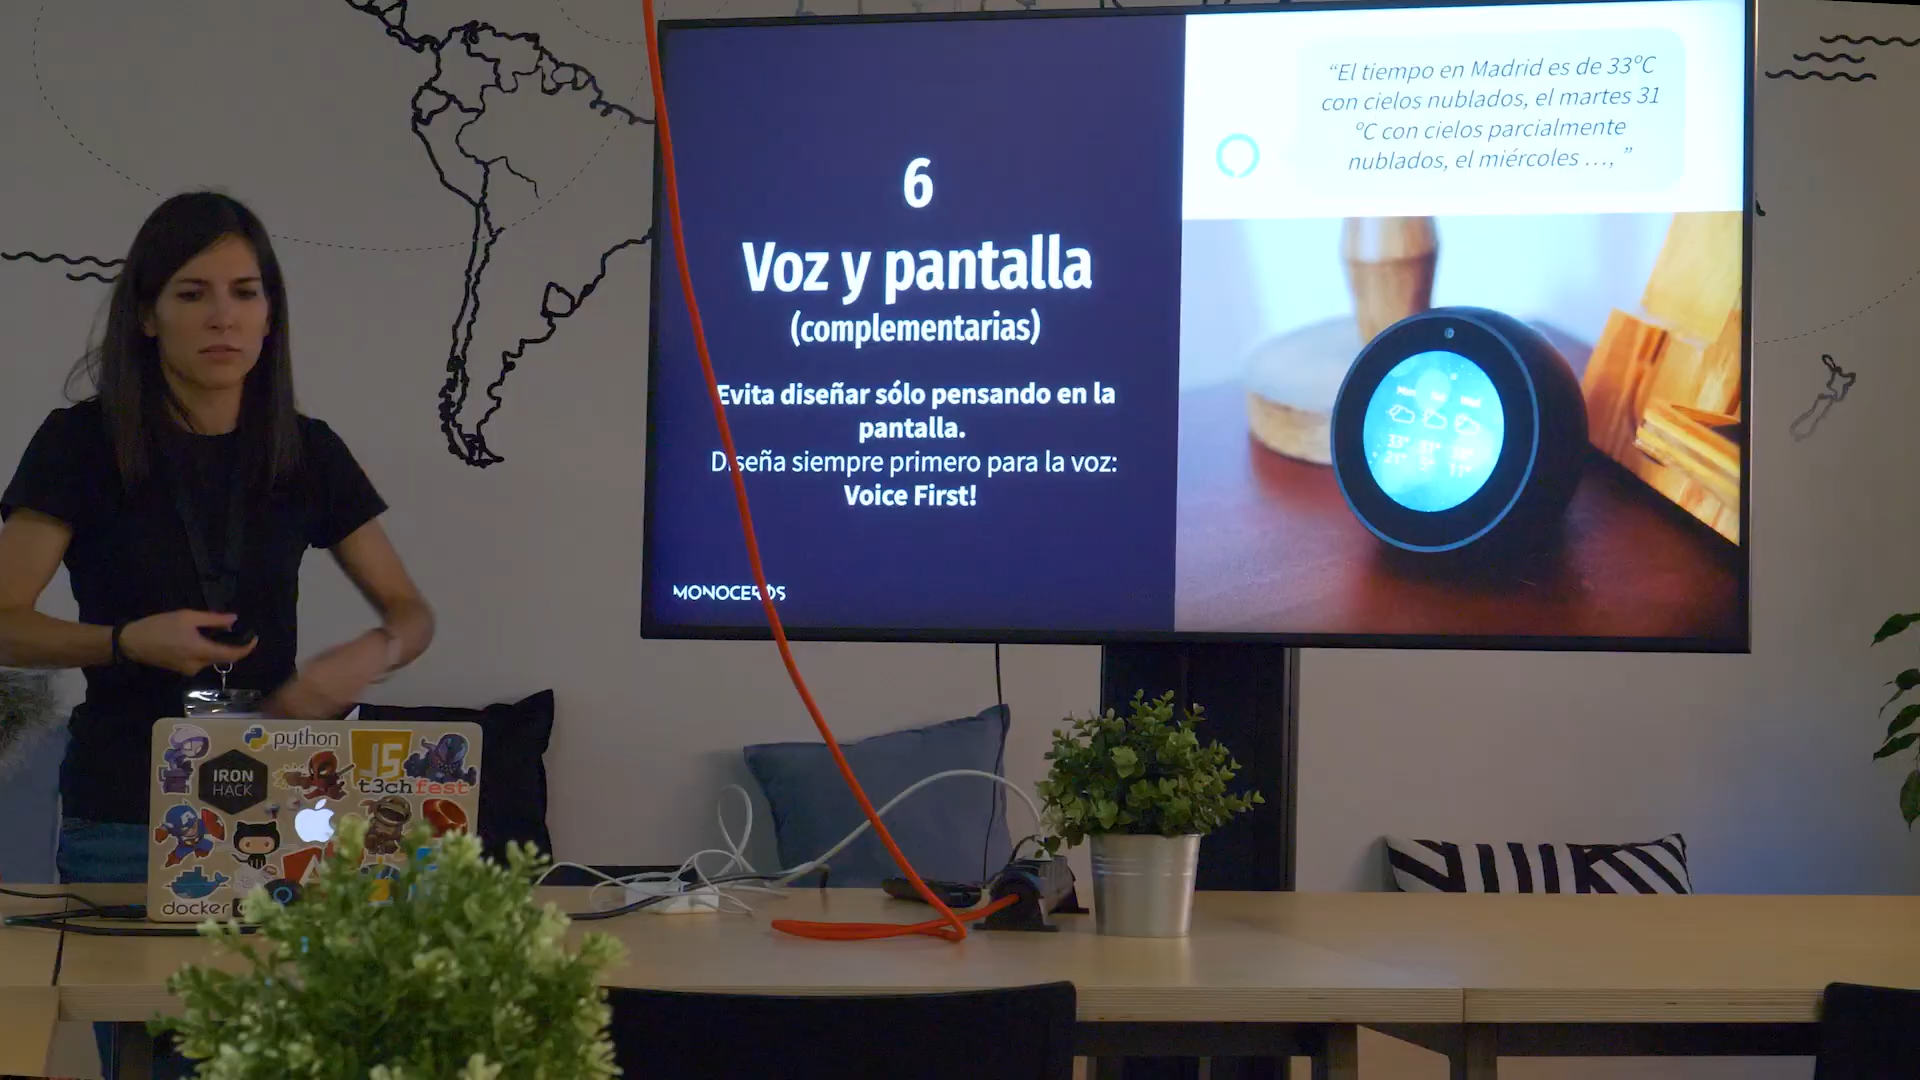 6
Voz y pantalla
(complementarias)
Evita diseñar sólo pensando en la
pantalla.
Diseña siempre primero para la voz:
Voice First!
MONOCEROS
“El tiempo en Madrid es de 33ºC
con cielos nublados, el martes 31
ºC con cielos parcialmente
nublados, el miércoles …, ”
python
JS
IRON
HACK
t3chfest
docker